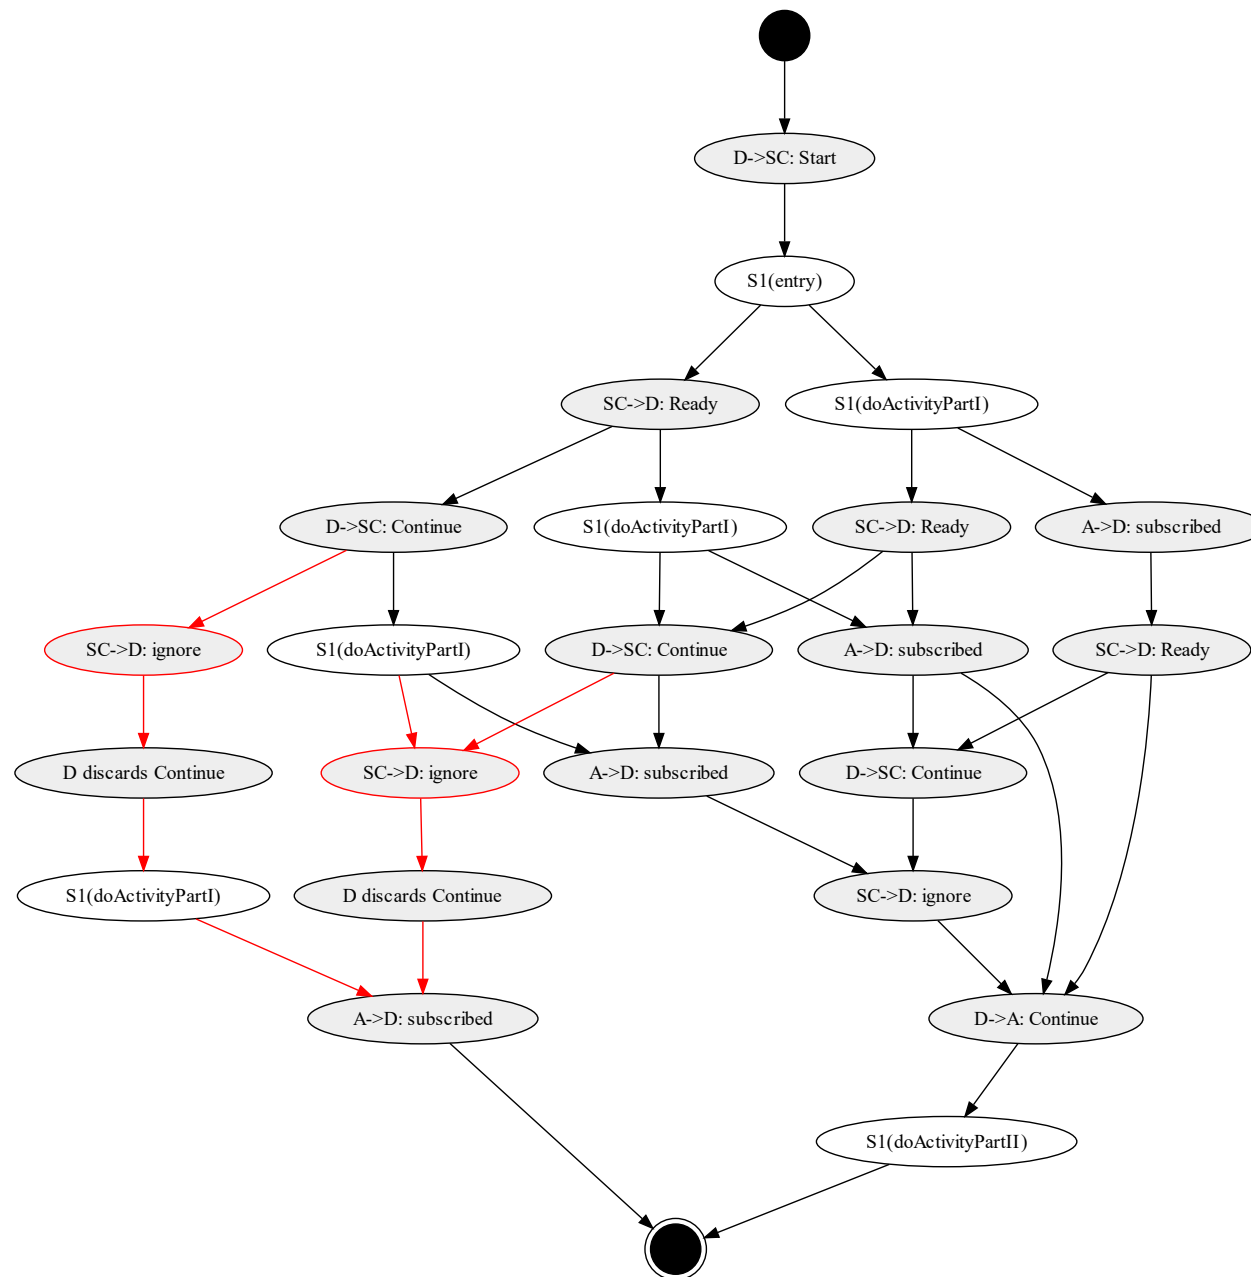 D->SC: Start
S1(entry)
SC->D: Ready
S1(doActivityPartI)
D->SC: Continue
S1(doActivityPartI)
SC->D: Ready
A->D: subscribed
SC->D: ignore
S1(doActivityPartI)
D->SC: Continue
A->D: subscribed
SC->D: Ready
D discards Continue
SC->D: ignore
A->D: subscribed
D->SC: Continue
S1(doActivityPartI)
D discards Continue
SC->D: ignore
A->D: subscribed
D->A: Continue
S1(doActivityPartII)